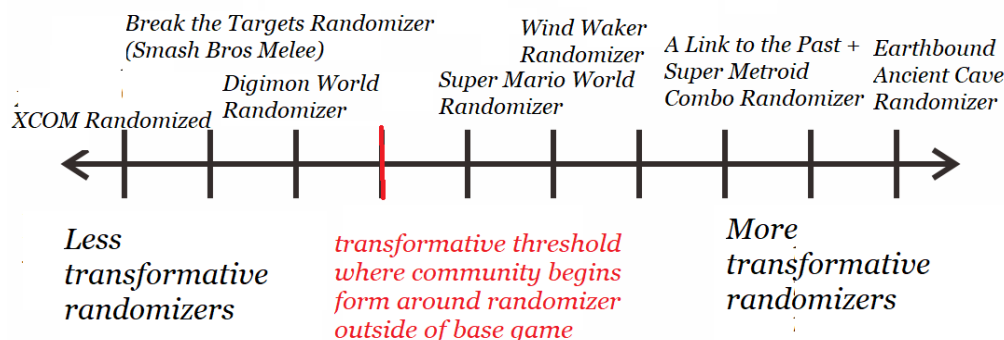 Break the Targets Randomizer
(Smash Bros Melee)
Wind Waker
Randomizer
A Link to the Past +
Super Metroid
Combo Randomizer
Earthbound
Ancient Cave
Randomizer
Digimon World
Randomizer
Super Mario World
Randomizer
XCOM Randomized
Less
transformative
randomizers
transformative threshold
where community begins
form around randomizer
outside of base game
More
transformative
randomizers